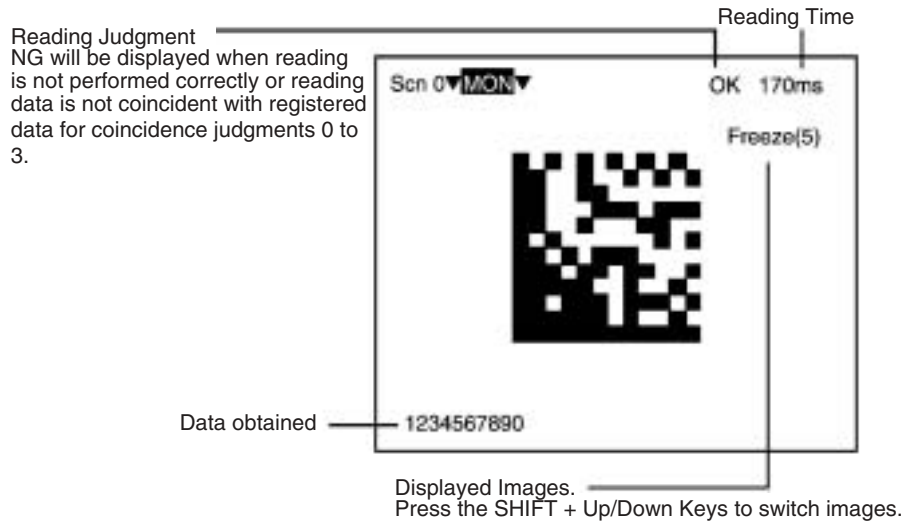 Reading Time
Reading Judgment
NG will be displayed when reading
is not performed correctly or reading
data is not coincident with registered
data for coincidence judgments 0 to
3.
Scn 0▼MON▼ OK 170ms
Freeze(5)
Data obtained
1234567890
Displayed Images.
Press the SHIFT + Up/Down Keys to switch images.